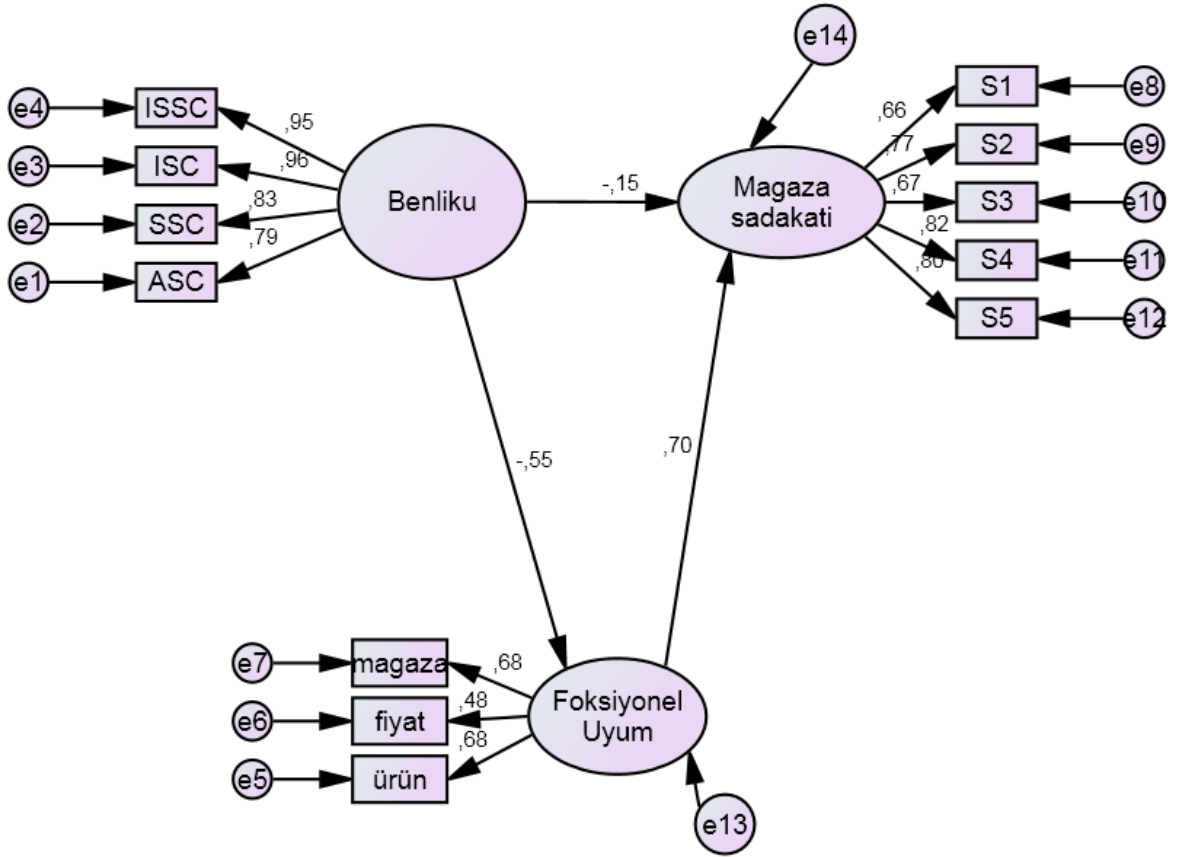 e14
e4
ISSC
,95
e3
ISC
,96
e2
SSC
,83
e1
ASC
,79
Benliku
-,15
Magaza
sadakati
,66
S1
e8
,77
S2
e9
,67
S3
e10
,82
S4
e11
,80
S5
e12
-,55
,70
e7
magaza
,68
e6
fiyat
,48
e5
ürün
,68
Foksiyonel
Uyum
e13